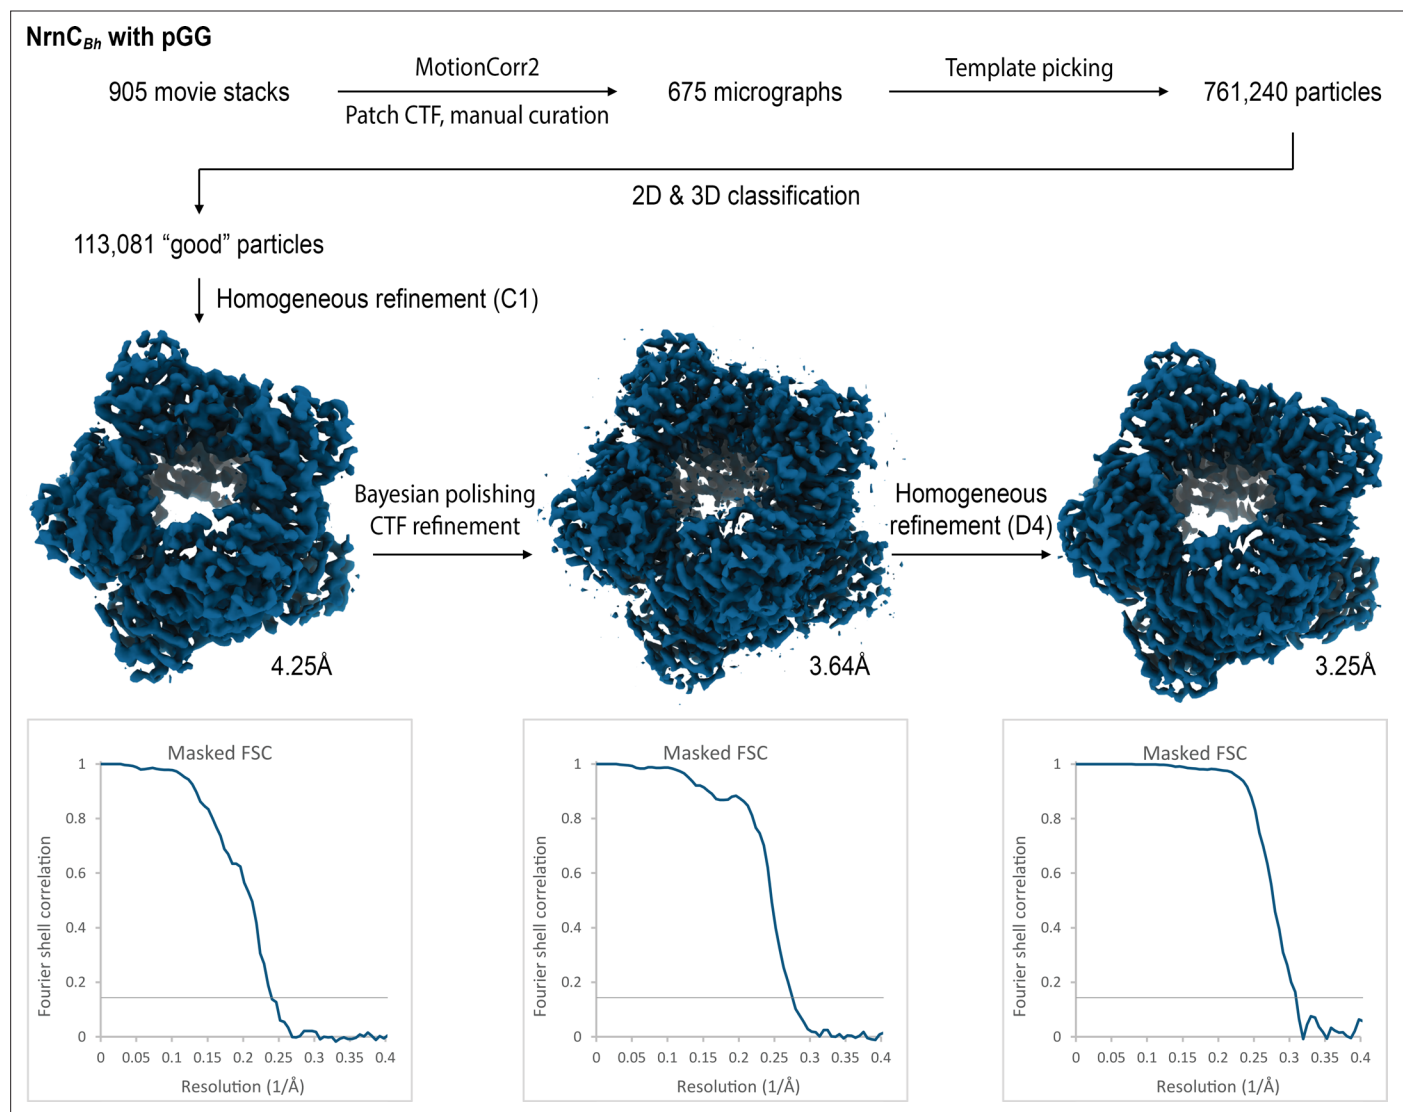 NrnC_Bh with pGG
905 movie stacks
MotionCorr2
Patch CTF, manual curation
675 micrographs
Template picking
761,240 particles
2D & 3D classification
113,081 “good” particles
Homogeneous refinement (C1)
Bayesian polishing
CTF refinement
Homogeneous
refinement (D4)
4.25Å
3.64Å
3.25Å
Masked FSC
Fourier shell correlation
1
0.8
0.6
0.4
0.2
0
0 0.05 0.1 0.15 0.2 0.25 0.3 0.35 0.4
Resolution (1/Å)
Masked FSC
Fourier shell correlation
1
0.8
0.6
0.4
0.2
0
0 0.05 0.1 0.15 0.2 0.25 0.3 0.35 0.4
Resolution (1/Å)
Masked FSC
Fourier shell correlation
1
0.8
0.6
0.4
0.2
0
0 0.05 0.1 0.15 0.2 0.25 0.3 0.35 0.4
Resolution (1/Å)